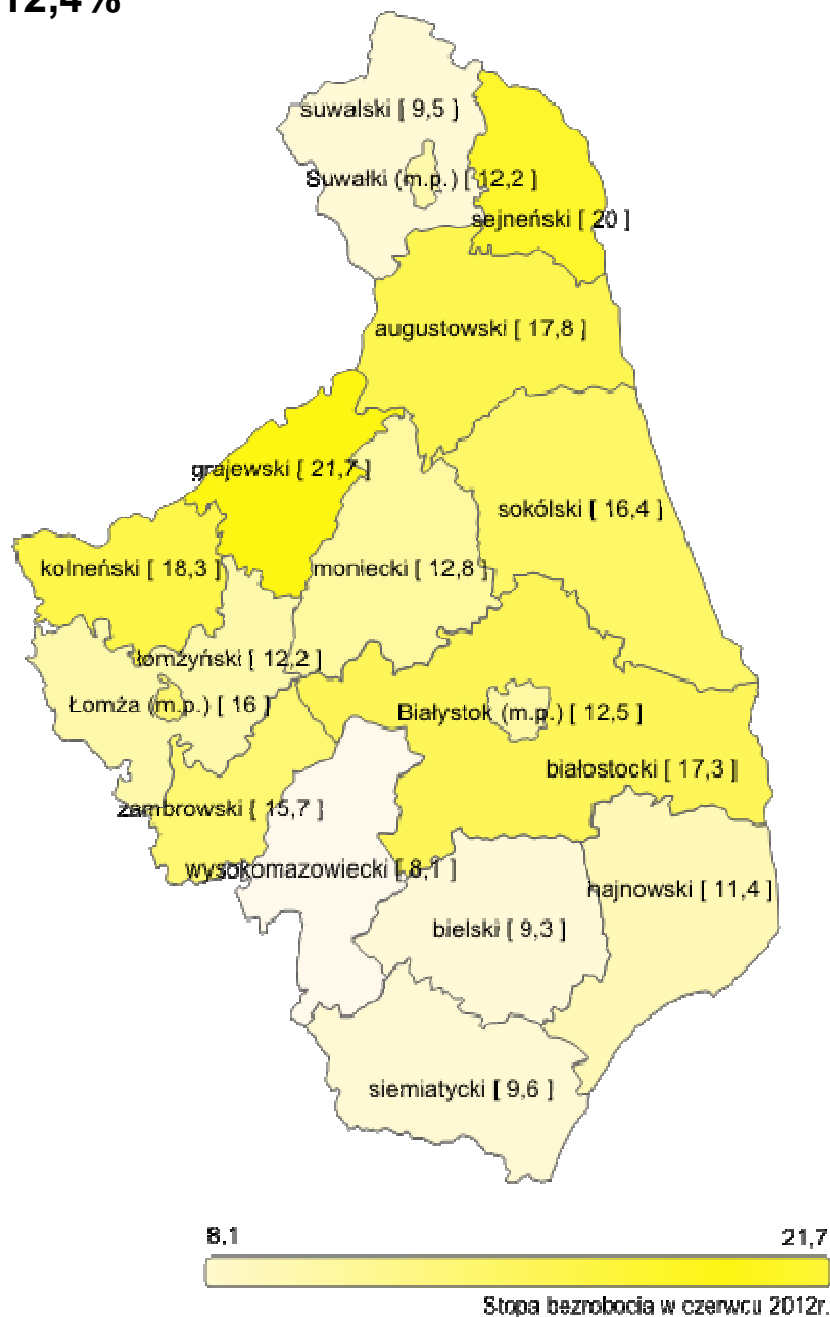 12,4%
suwalski [ 9,5 ]
Suwałki (m.p.) [ 12,2 ]
sejneński [ 20 ]
augustowski [ 17,8 ]
grajewski [ 21,7 ]
sokólski [ 16,4 ]
kolneński [ 18,3 ]
moniecki [ 12,8 ]
łomżyński [ 12,2 ]
Łomża (m.p.) [ 16 ]
Białystok (m.p.) [ 12,5 ]
białostocki [ 17,3 ]
zambrowski [ 15,7 ]
wysokomazowiecki [ 8,1 ]
hajnowski [ 11,4 ]
bielski [ 9,3 ]
siemiatycki [ 9,6 ]
8,1
21,7
Stopa bezrobocia w czerwcu 2012r.